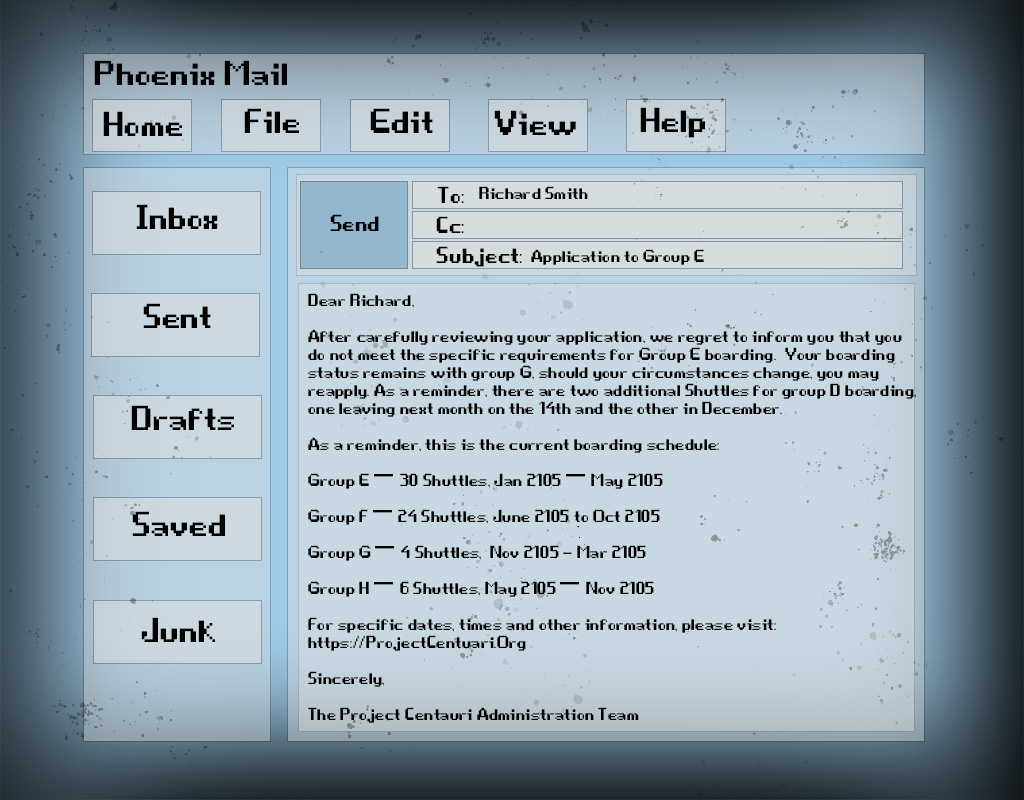 Phoenix Mail
Home File Edit View Help
Inbox
Sent
Drafts
Saved
Junk
Send
To: Richard Smith
Cc:
Subject: Application to Group E
Dear Richard,
After carefully reviewing your application, we regret to inform you that you
do not meet the specific requirements for Group E boarding. Your boarding
status remains with group G, should your circumstances change, you may
reapply. As a reminder, there are two additional Shuttles for group D boarding,
one leaving next month on the 14th and the other in December.
As a reminder, this is the current boarding schedule:
Group E — 30 Shuttles, Jan 2105 — May 2105
Group F — 24 Shuttles, June 2105 to Oct 2105
Group G — 4 Shuttles, Nov 2105 - Mar 2105
Group H — 6 Shuttles, May 2105 — Nov 2105
For specific dates, times and other information, please visit:
https://ProjectCentuari.Org
Sincerely,
The Project Centauri Administration Team